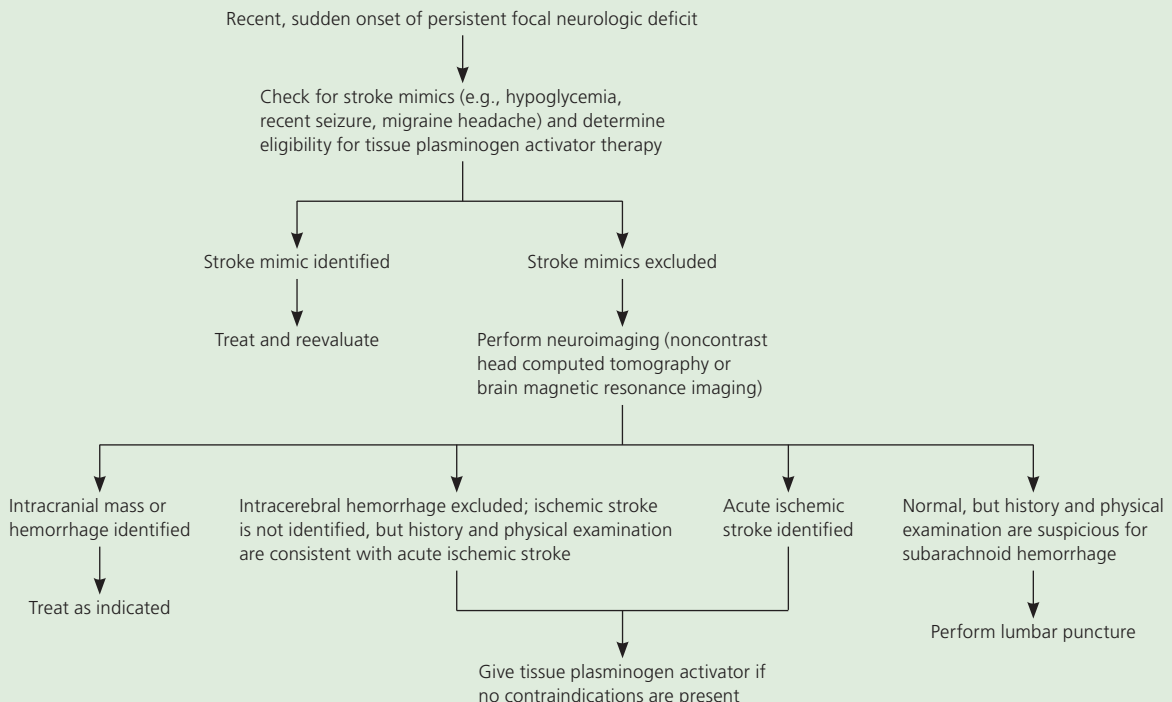 Recent, sudden onset of persistent focal neurologic deficit
Check for stroke mimics (e.g., hypoglycemia,
recent seizure, migraine headache) and determine
eligibility for tissue plasminogen activator therapy
Stroke mimic identified
Stroke mimics excluded
Treat and reevaluate
Perform neuroimaging (noncontrast
head computed tomography or
brain magnetic resonance imaging)
Intracranial mass or
hemorrhage identified
Intracerebral hemorrhage excluded; ischemic stroke
is not identified, but history and physical examination
are consistent with acute ischemic stroke
Acute ischemic
stroke identified
Normal, but history and physical
examination are suspicious for
subarachnoid hemorrhage
Treat as indicated
Perform lumbar puncture
Give tissue plasminogen activator if
no contraindications are present